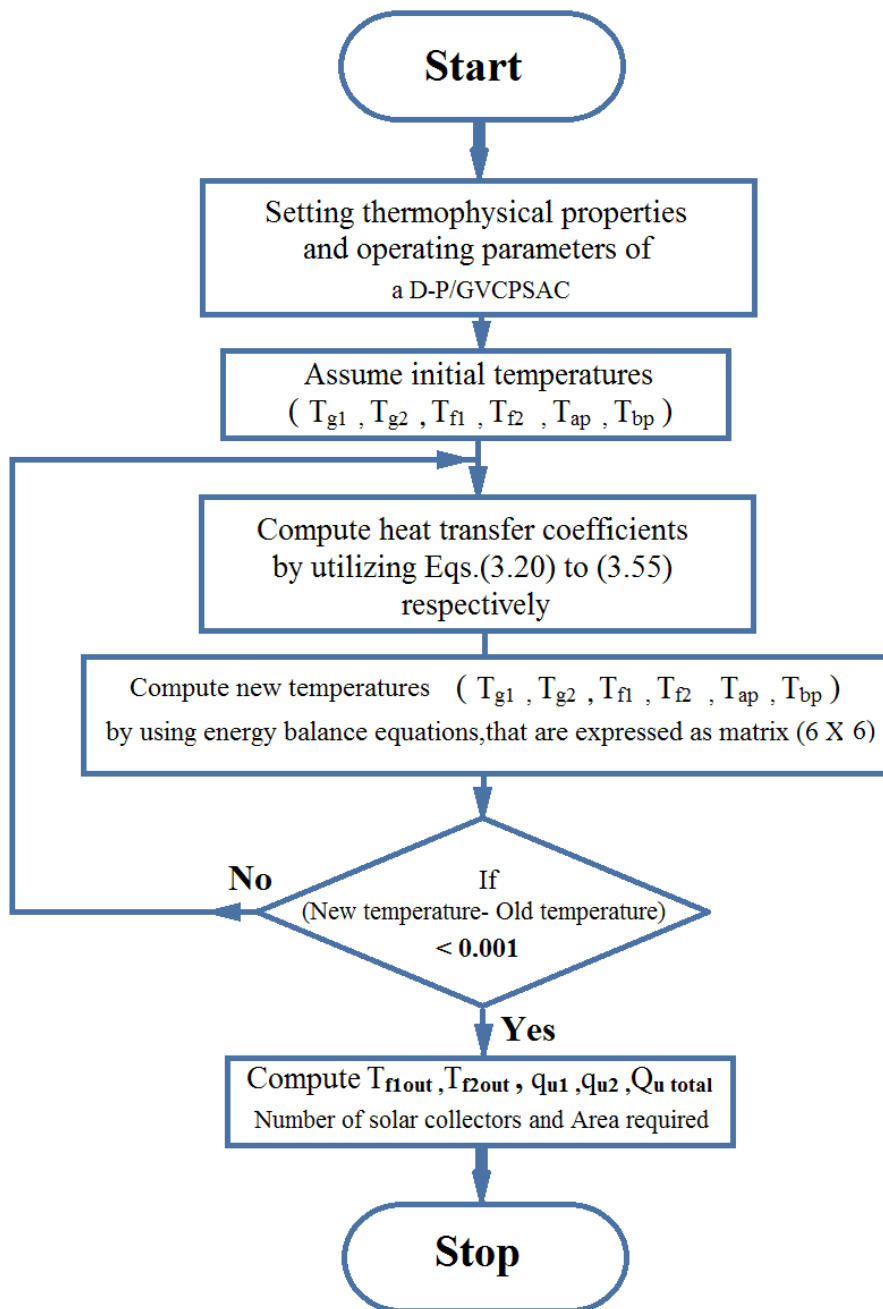 Start
Setting thermophysical properties
and operating parameters of
a D-P/GVCPSAC
Assume initial temperatures
( Tg1 , Tg2 , Tf1 , Tf2 , Tap , Tbp )
Compute heat transfer coefficients
by utilizing Eqs.(3.20) to (3.55)
respectively
Compute new temperatures ( Tg1 , Tg2 , Tf1 , Tf2 , Tap , Tbp )
by using energy balance equations,that are expressed as matrix (6 X 6)
No
If
(New temperature- Old temperature)
< 0.001
Yes
Compute Tf1out ,Tf2out , qu1 ,qu2 ,Qu total
Number of solar collectors and Area required
Stop